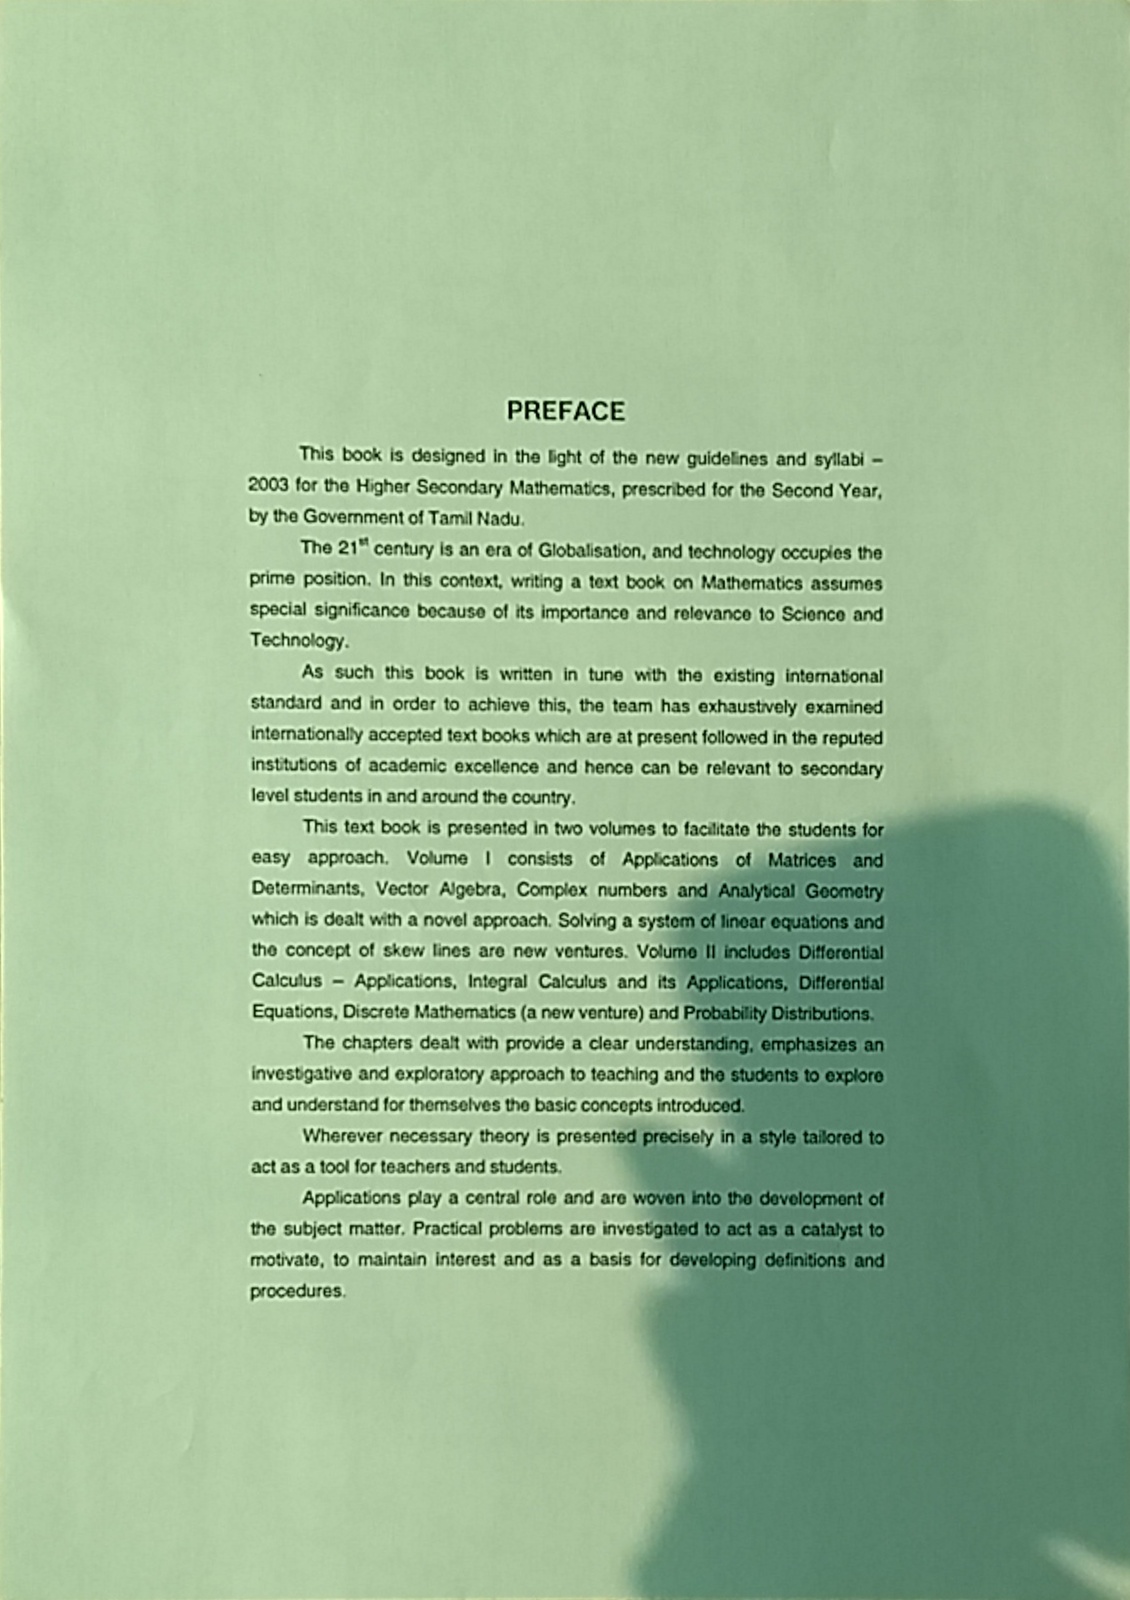 PREFACE
This book is designed in the light of the new guidelines and syllabi –
2003 for the Higher Secondary Mathematics, prescribed for the Second Year,
by the Government of Tamil Nadu.
The 21st century is an era of Globalisation, and technology occupies the
prime position. In this context, writing a text book on Mathematics assumes
special significance because of its importance and relevance to Science and
Technology.
As such this book is written in tune with the existing international
standard and in order to achieve this, the team has exhaustively examined
internationally accepted text books which are at present followed in the reputed
institutions of academic excellence and hence can be relevant to secondary
level students in and around the country.
This text book is presented in two volumes to facilitate the students for
easy approach. Volume I consists of Applications of Matrices and
Determinants, Vector Algebra, Complex numbers and Analytical Geometry
which is dealt with a novel approach. Solving a system of linear equations and
the concept of skew lines are new ventures. Volume II includes Differential
Calculus – Applications, Integral Calculus and its Applications, Differential
Equations, Discrete Mathematics (a new venture) and Probability Distributions.
The chapters dealt with provide a clear understanding, emphasizes an
investigative and exploratory approach to teaching and the students to explore
and understand for themselves the basic concepts introduced.
Wherever necessary theory is presented precisely in a style tailored to
act as a tool for teachers and students.
Applications play a central role and are woven into the development of
the subject matter. Practical problems are investigated to act as a catalyst to
motivate, to maintain interest and as a basis for developing definitions and
procedures.